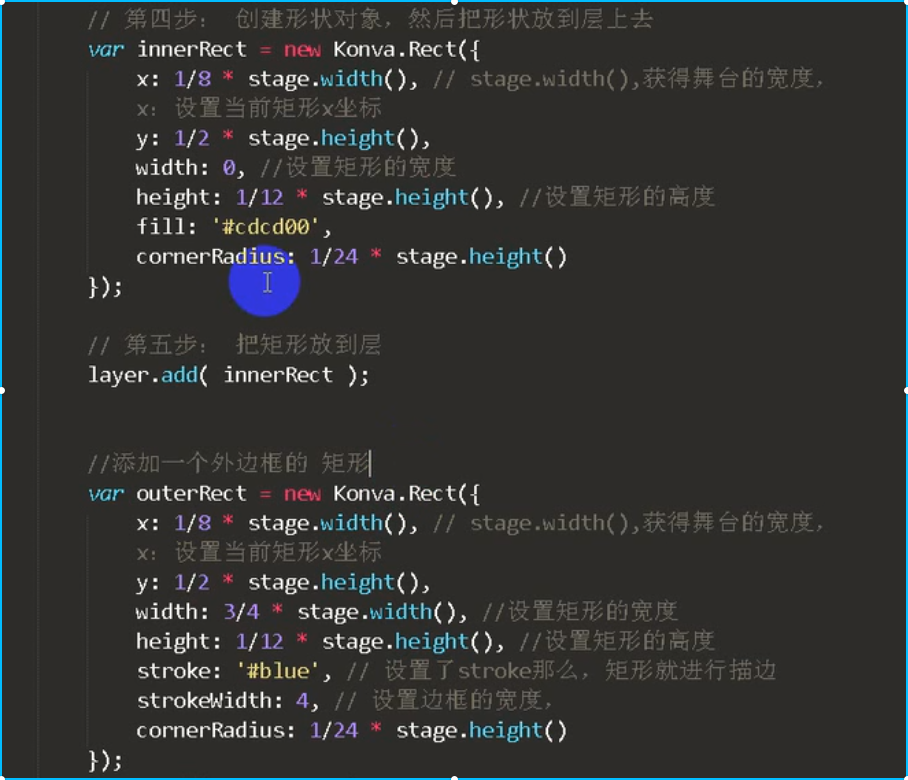 // 第四步： 创建形状对象，然后把形状放到层上去
var innerRect = new Konva.Rect({
x: 1/8 * stage.width(), // stage.width(),获得舞台的宽度，
x：设置当前矩形x坐标
y: 1/2 * stage.height(),
width: 0, //设置矩形的宽度
height: 1/12 * stage.height(), //设置矩形的高度
fill: '#cdcd00',
cornerRadius: 1/24 * stage.height()
});
// 第五步： 把矩形放到层
layer.add( innerRect );
//添加一个外边框的 矩形
var outerRect = new Konva.Rect({
x: 1/8 * stage.width(), // stage.width(),获得舞台的宽度，
x：设置当前矩形x坐标
y: 1/2 * stage.height(),
width: 3/4 * stage.width(), //设置矩形的宽度
height: 1/12 * stage.height(), //设置矩形的高度
stroke: '#blue', // 设置了stroke那么，矩形就进行描边
strokeWidth: 4, // 设置边框的宽度，
cornerRadius: 1/24 * stage.height()
});